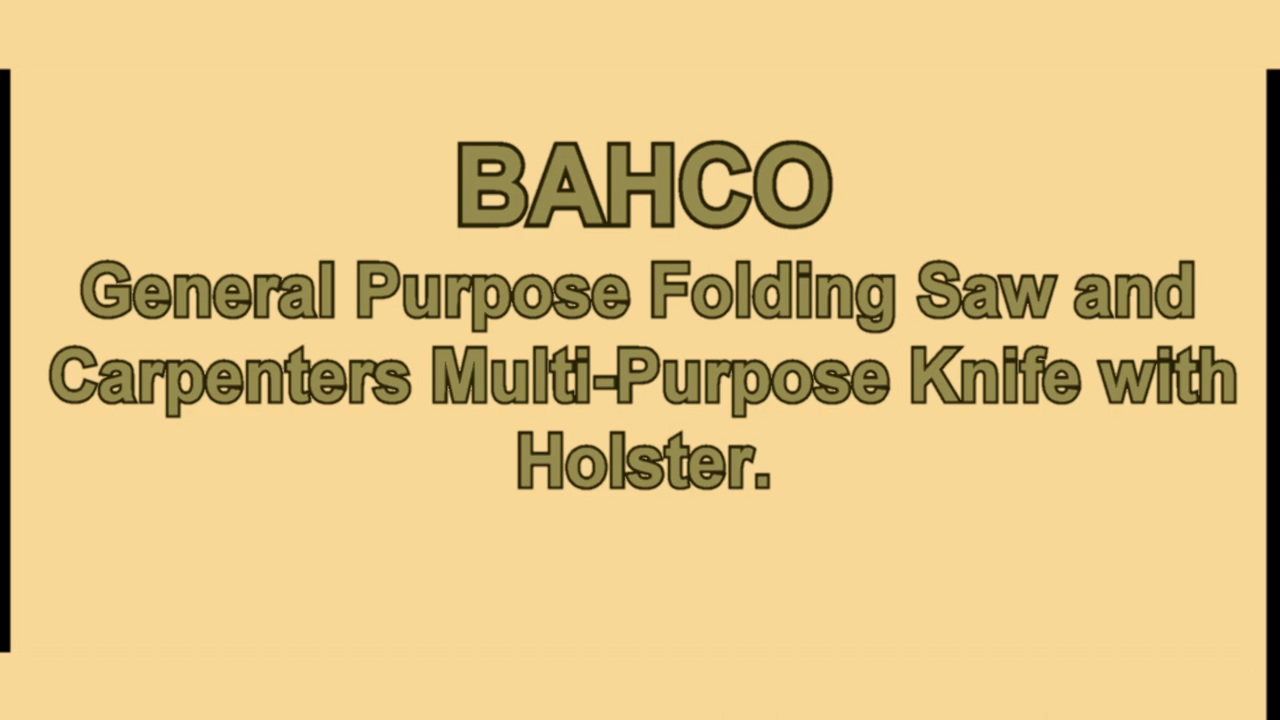 BAHCO
General Purpose Folding Saw and
Carpenters Multi-Purpose Knife with
Holster.